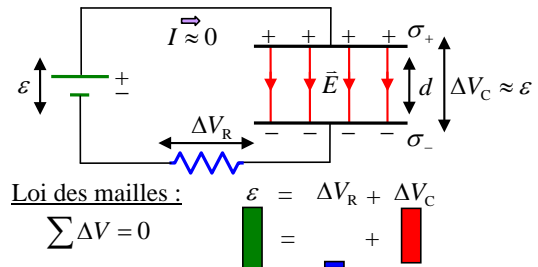 I ≈ 0
+ + + + σ₊
ε + − E⃗ d ΔV_C ≈ ε
− − − − σ₋
ΔV_R
Loi des mailles :
ε = ΔV_R + ΔV_C
∑ΔV = 0
= +